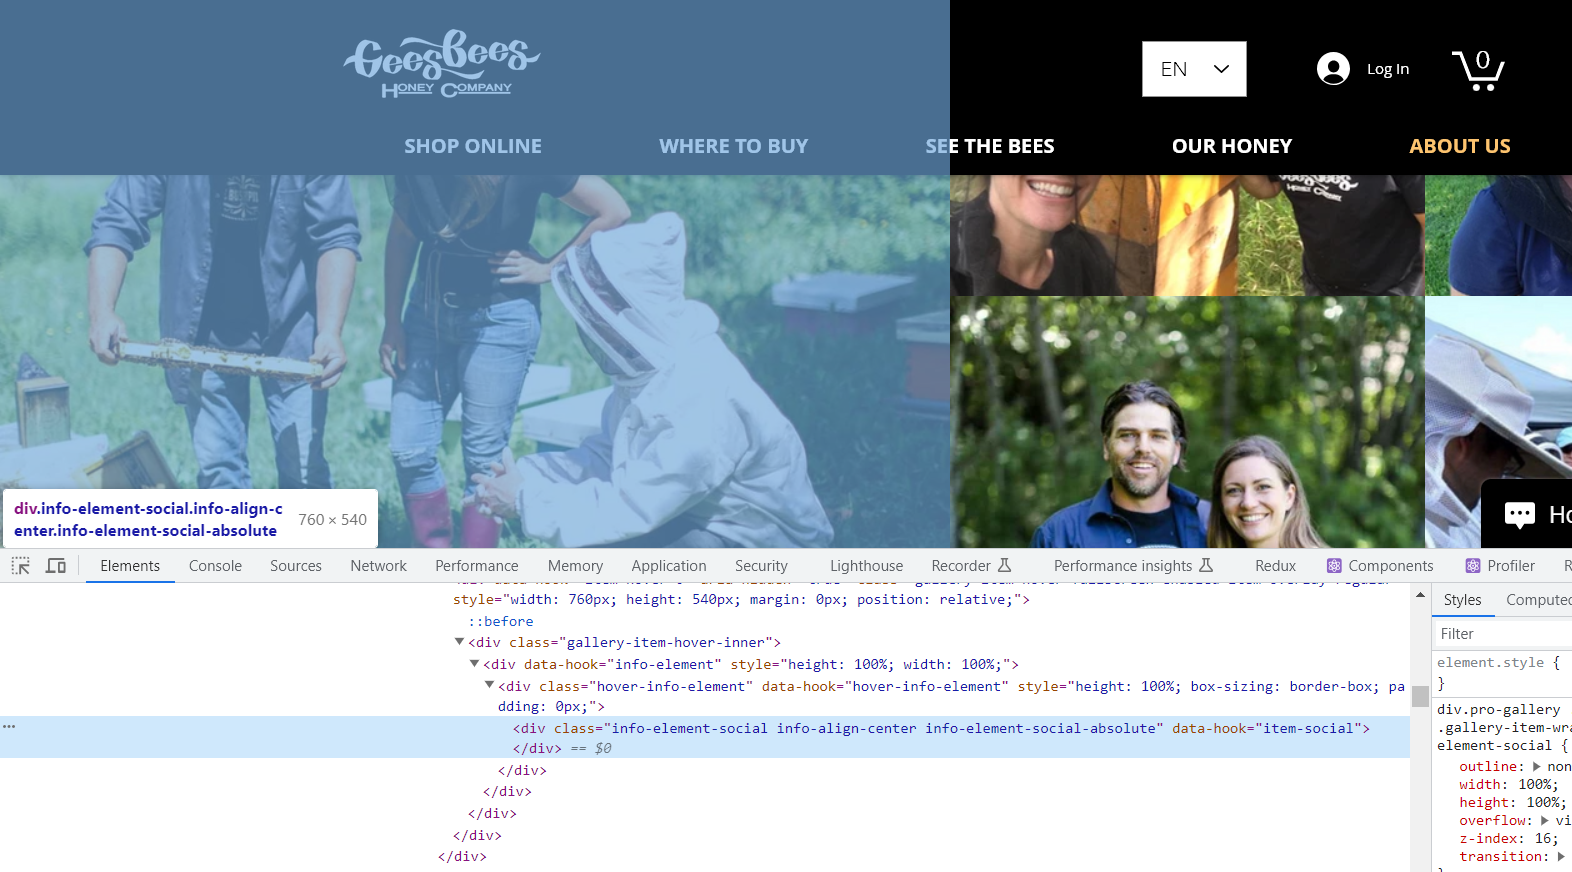 GeesBees
HONEY COMPANY
EN
Log In
0
SHOP ONLINE
WHERE TO BUY
SEE THE BEES
OUR HONEY
ABOUT US
HONEY
div.info-element-social.info-align-c
enter.info-element-social-absolute
760 × 540
Ho
Elements
Console
Sources
Network
Performance
Memory
Application
Security
Lighthouse
Recorder
Performance insights
Redux
Components
Profiler
R
style="width: 760px; height: 540px; margin: 0px; position: relative;">
::before
<div class="gallery-item-hover-inner">
<div data-hook="info-element" style="height: 100%; width: 100%;">
<div class="hover-info-element" data-hook="hover-info-element" style="height: 100%; box-sizing: border-box; pa
dding: 0px;">
<div class="info-element-social info-align-center info-element-social-absolute" data-hook="item-social">
</div> == $0
</div>
</div>
</div>
</div>
</div>
Styles
Computed
Filter
element.style {
}
div.pro-gallery
.gallery-item-wra
element-social {
outline: non
width: 100%;
height: 100%;
overflow: vi
z-index: 16;
transition: